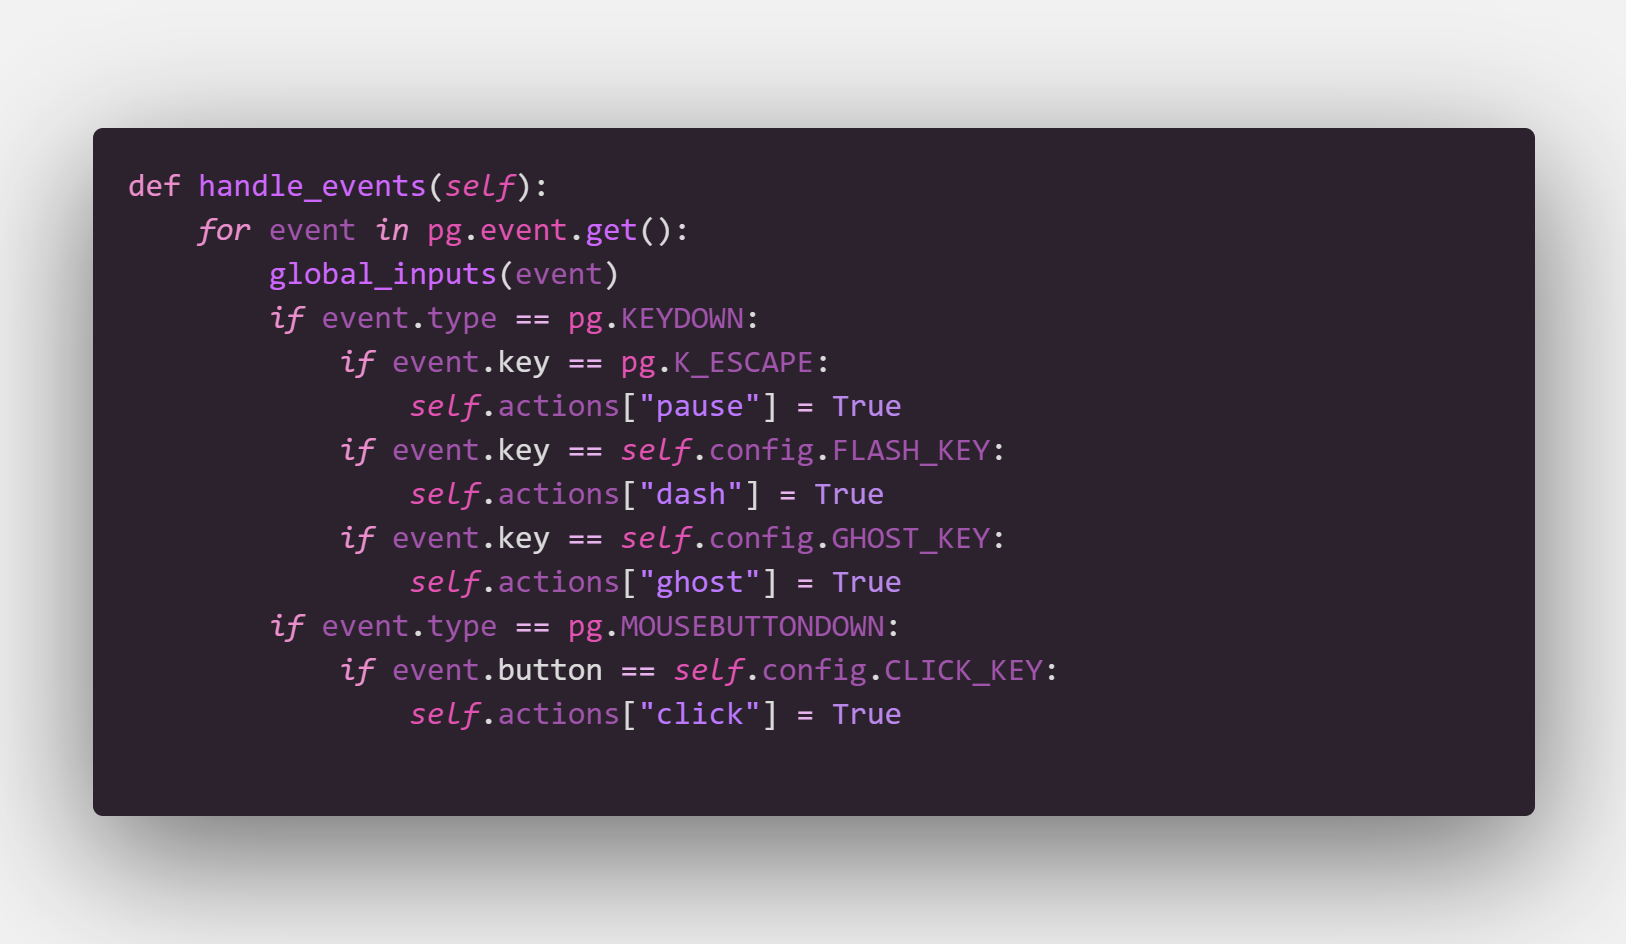 def handle_events(self):
    for event in pg.event.get():
        global_inputs(event)
        if event.type == pg.KEYDOWN:
            if event.key == pg.K_ESCAPE:
                self.actions["pause"] = True
            if event.key == self.config.FLASH_KEY:
                self.actions["dash"] = True
            if event.key == self.config.GHOST_KEY:
                self.actions["ghost"] = True
        if event.type == pg.MOUSEBUTTONDOWN:
            if event.button == self.config.CLICK_KEY:
                self.actions["click"] = True